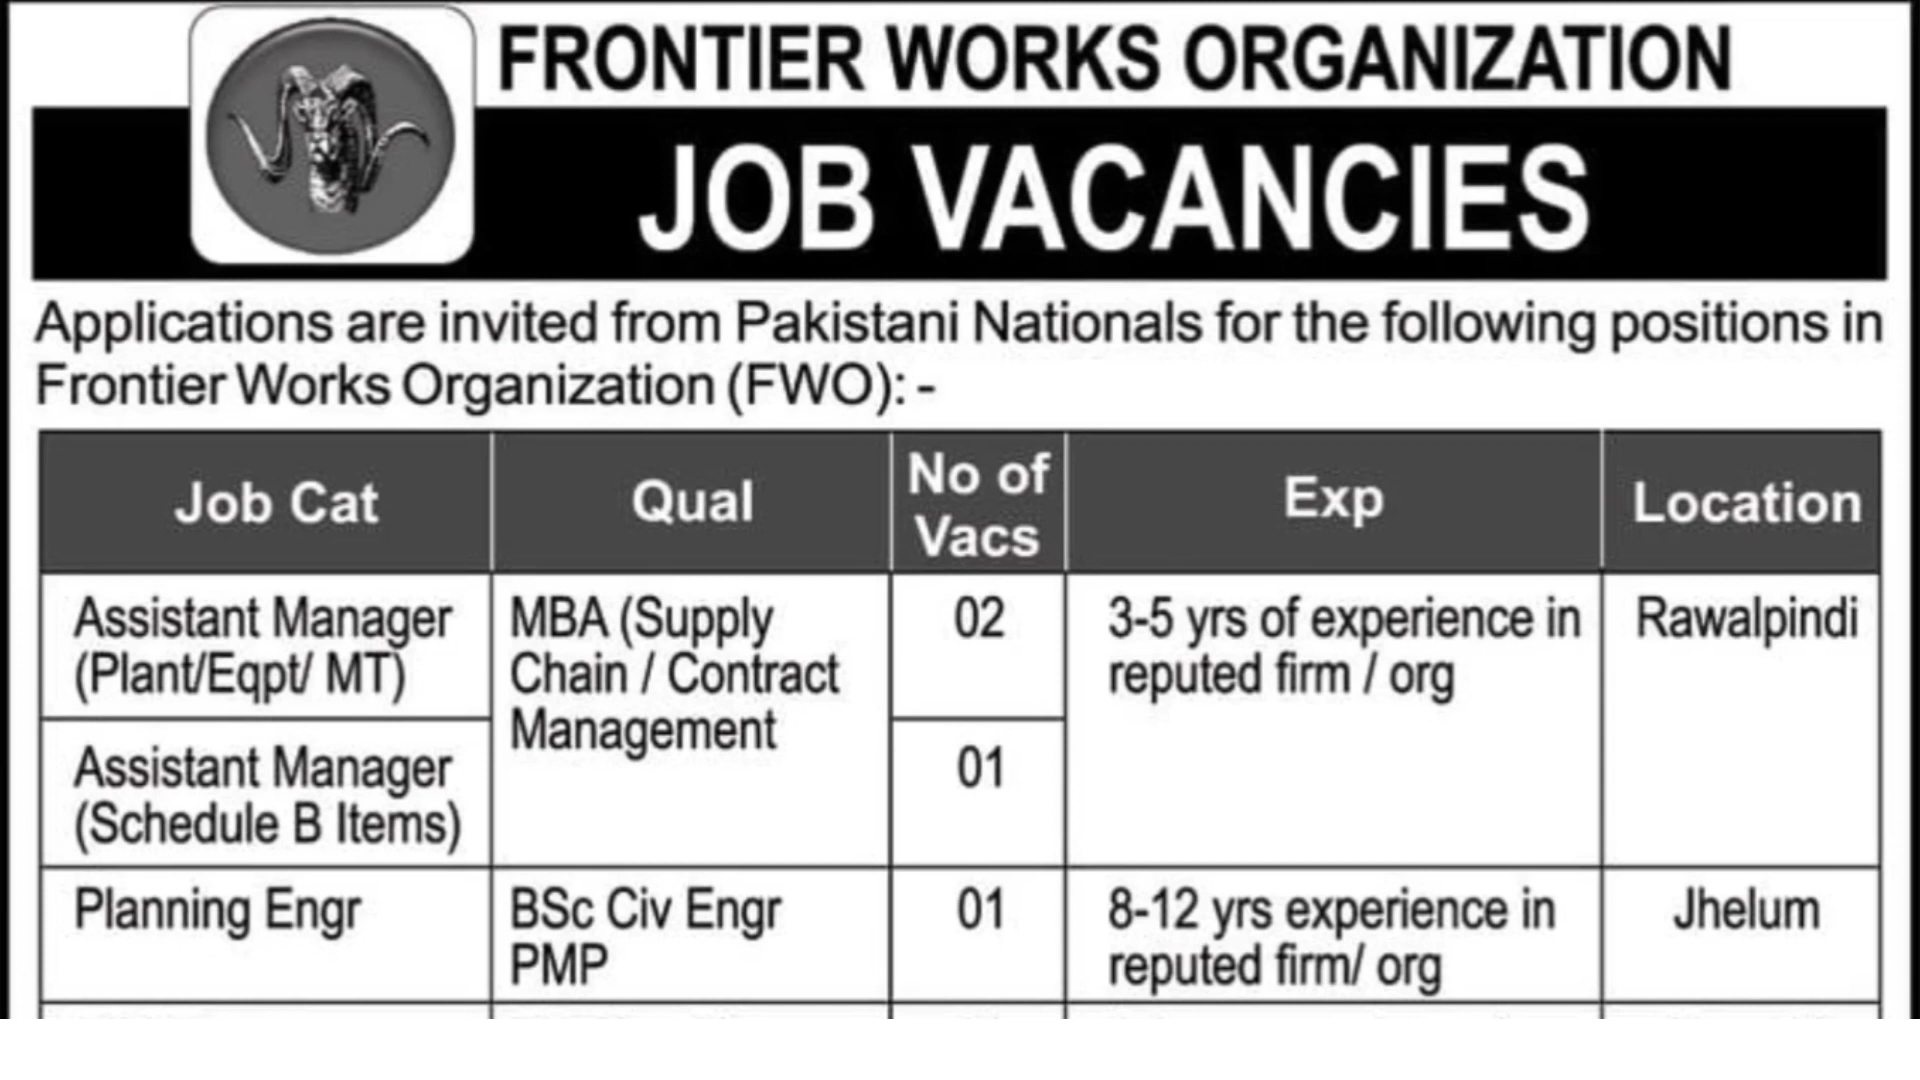 FRONTIER WORKS ORGANIZATION
JOB VACANCIES
Applications are invited from Pakistani Nationals for the following positions in
Frontier Works Organization (FWO): -
Job Cat
Qual
No of
Vacs
Exp
Location
Assistant Manager
(Plant/Eqpt/ MT)
MBA (Supply
Chain / Contract
Management
02
3-5 yrs of experience in
reputed firm / org
Rawalpindi
Assistant Manager
(Schedule B Items)
01
Planning Engr
BSc Civ Engr
PMP
01
8-12 yrs experience in
reputed firm/ org
Jhelum